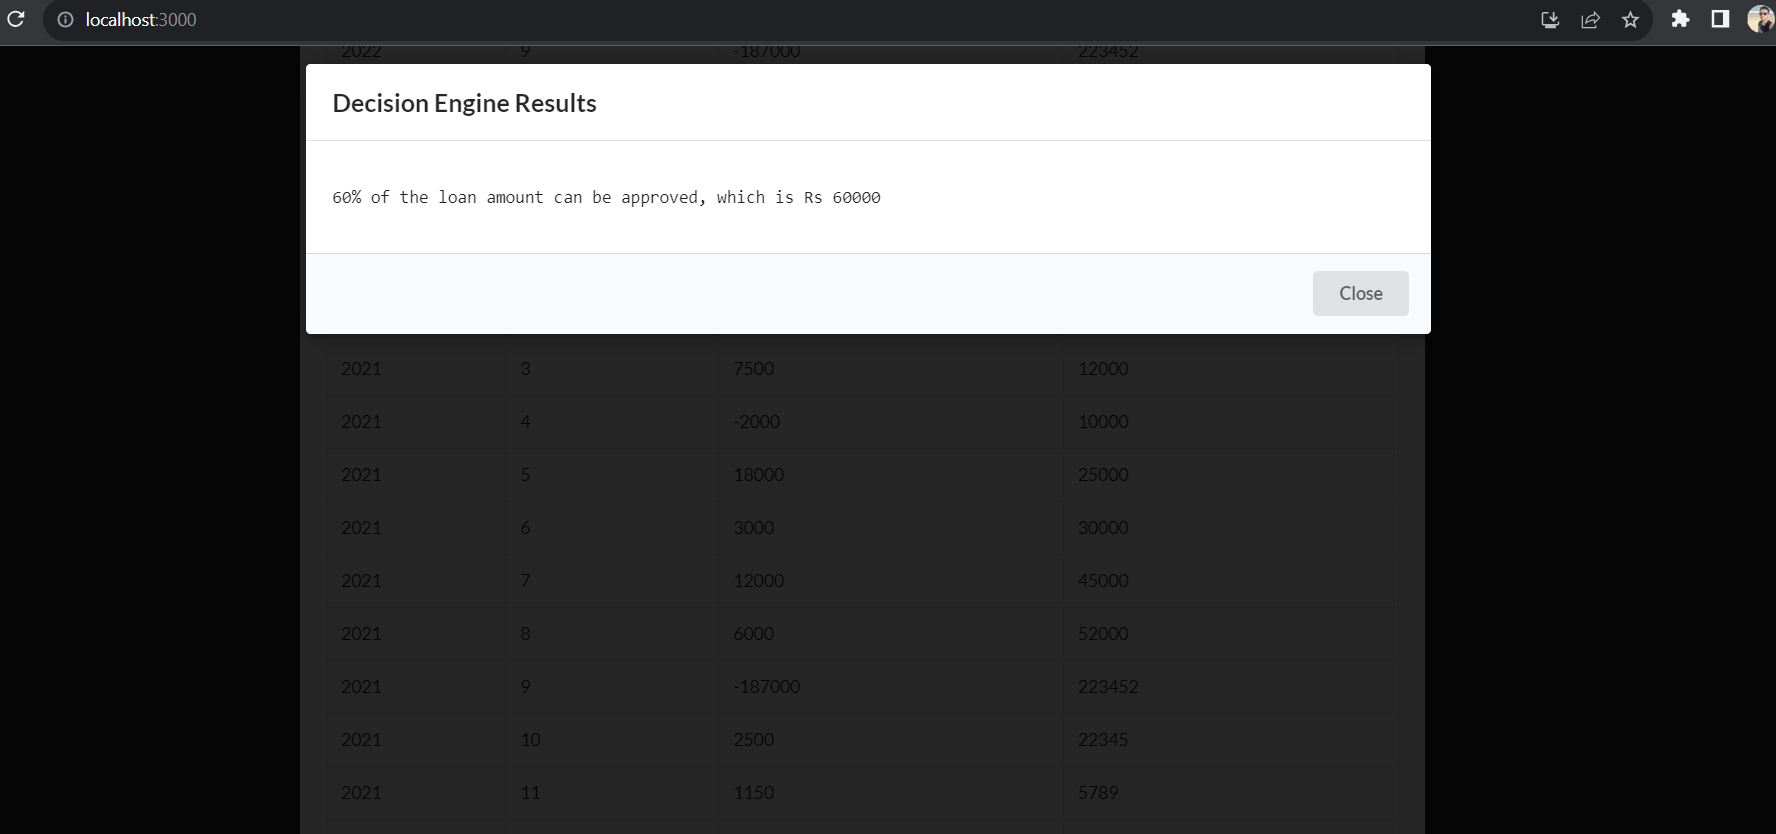 localhost:3000
2022 9 -187000 223452
Decision Engine Results
60% of the loan amount can be approved, which is Rs 60000
Close
2021 3 7500 12000
2021 4 -2000 10000
2021 5 18000 25000
2021 6 3000 30000
2021 7 12000 45000
2021 8 6000 52000
2021 9 -187000 223452
2021 10 2500 22345
2021 11 1150 5789